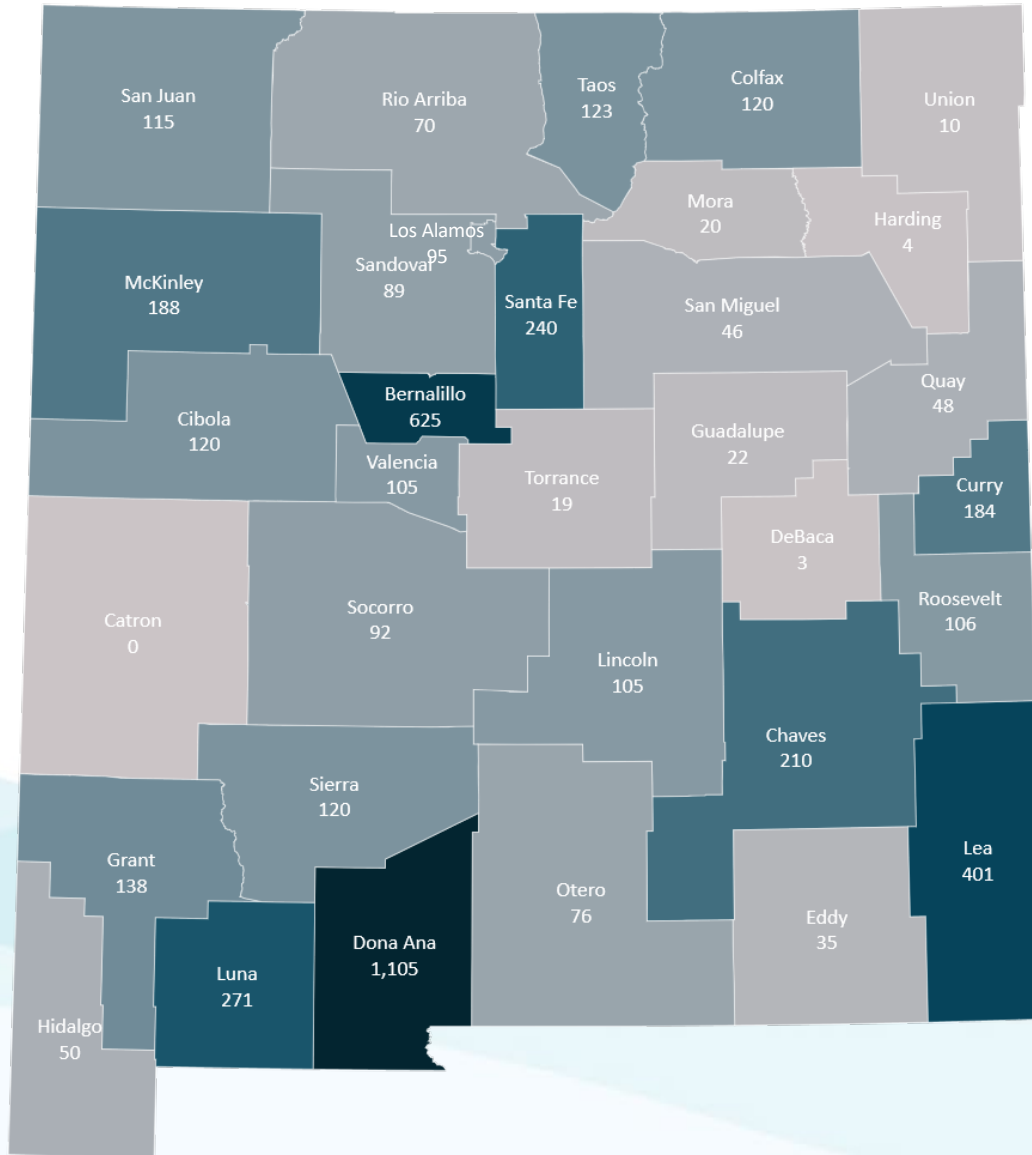 San Juan
115
Rio Arriba
70
Taos
123
Colfax
120
Union
10
Mora
20
Harding
4
Los Alamos
95
Sandoval
89
McKinley
188
Santa Fe
240
San Miguel
46
Quay
48
Bernalillo
625
Cibola
120
Valencia
105
Torrance
19
Guadalupe
22
Curry
184
DeBaca
3
Roosevelt
106
Catron
0
Socorro
92
Lincoln
105
Chaves
210
Sierra
120
Grant
138
Lea
401
Otero
76
Eddy
35
Dona Ana
1,105
Luna
271
Hidalgo
50